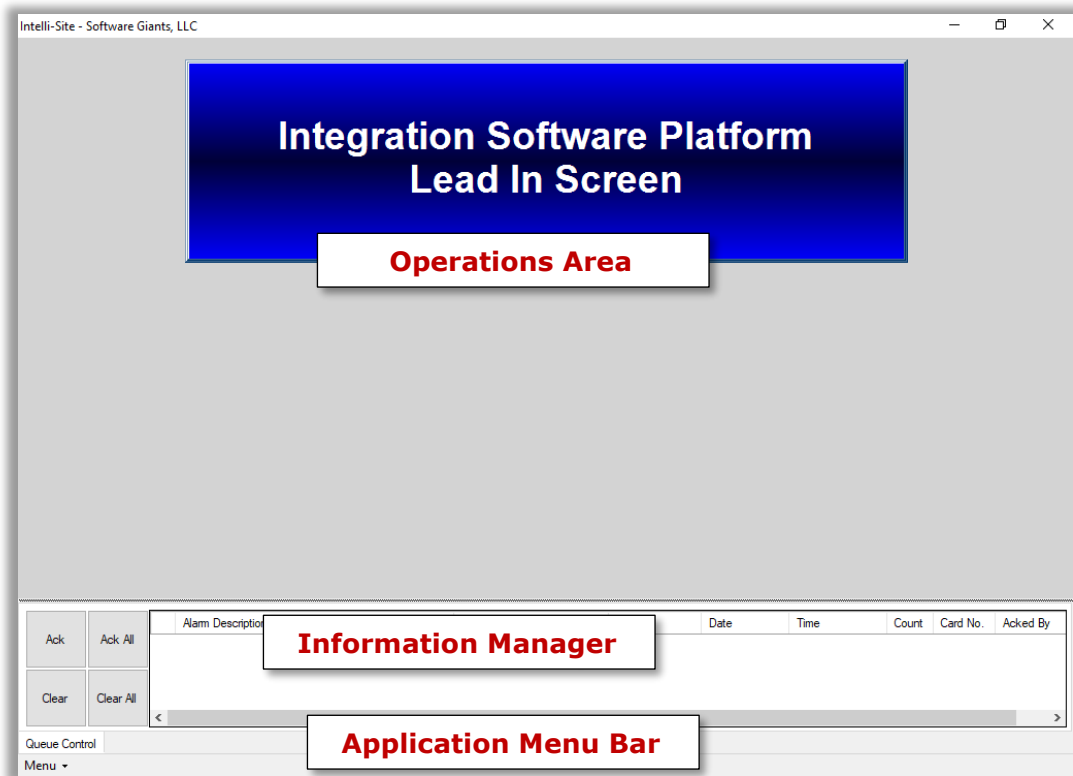 Intelli-Site - Software Giants, LLC
Integration Software Platform
Lead In Screen
Operations Area
Ack
Ack All
Alarm Description
Date
Time
Count
Card No.
Acked By
Information Manager
Clear
Clear All
Queue Control
Application Menu Bar
Menu